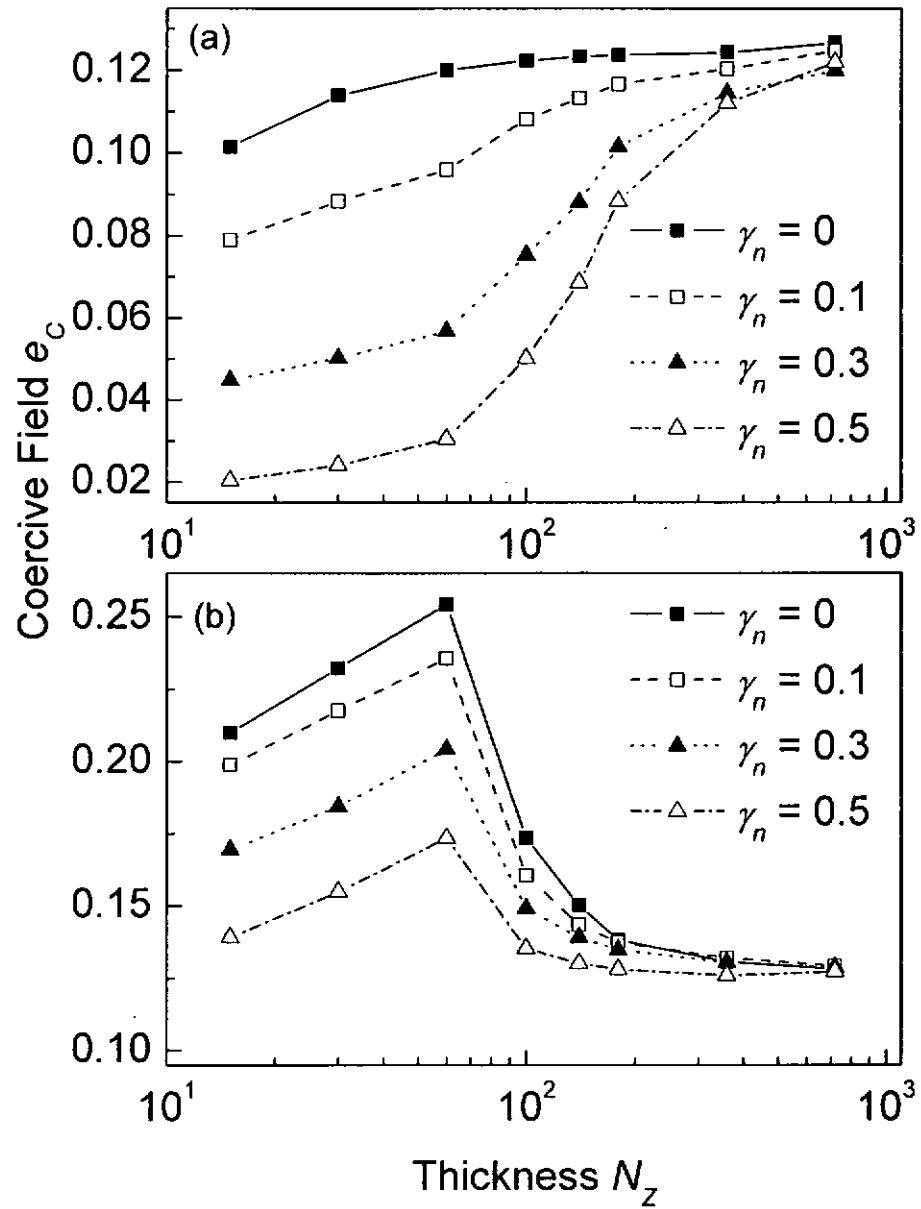 (a)
0.12
0.10
0.08
0.06
0.04
0.02
γn = 0
γn = 0.1
γn = 0.3
γn = 0.5
10¹
10²
10³
Coercive Field eC
(b)
0.25
0.20
0.15
0.10
γn = 0
γn = 0.1
γn = 0.3
γn = 0.5
10¹
10²
10³
Thickness Nz